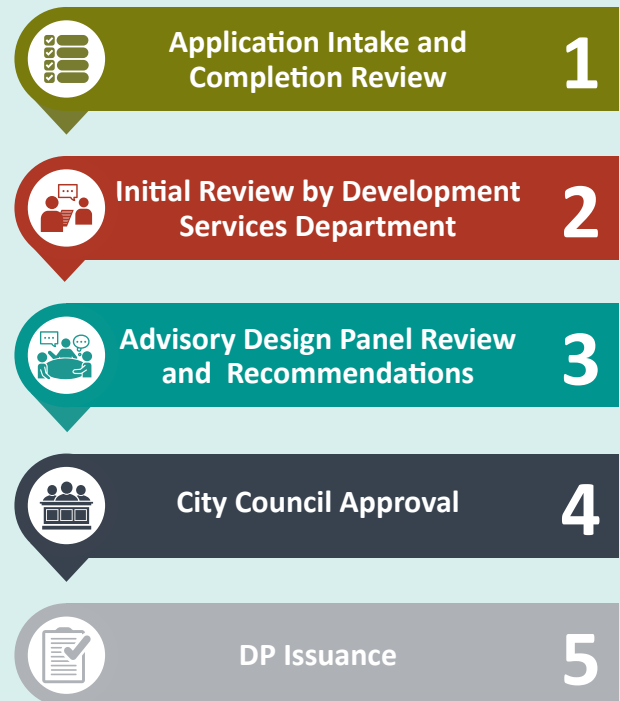 Application Intake and
Completion Review
1
Initial Review by Development
Services Department
2
Advisory Design Panel Review
and Recommendations
3
City Council Approval
4
DP Issuance
5